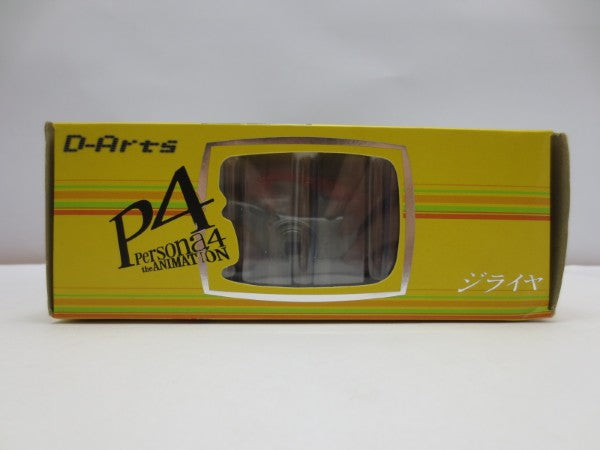 D-Arts
P4
Persona4
the ANIMATION
ジライヤ